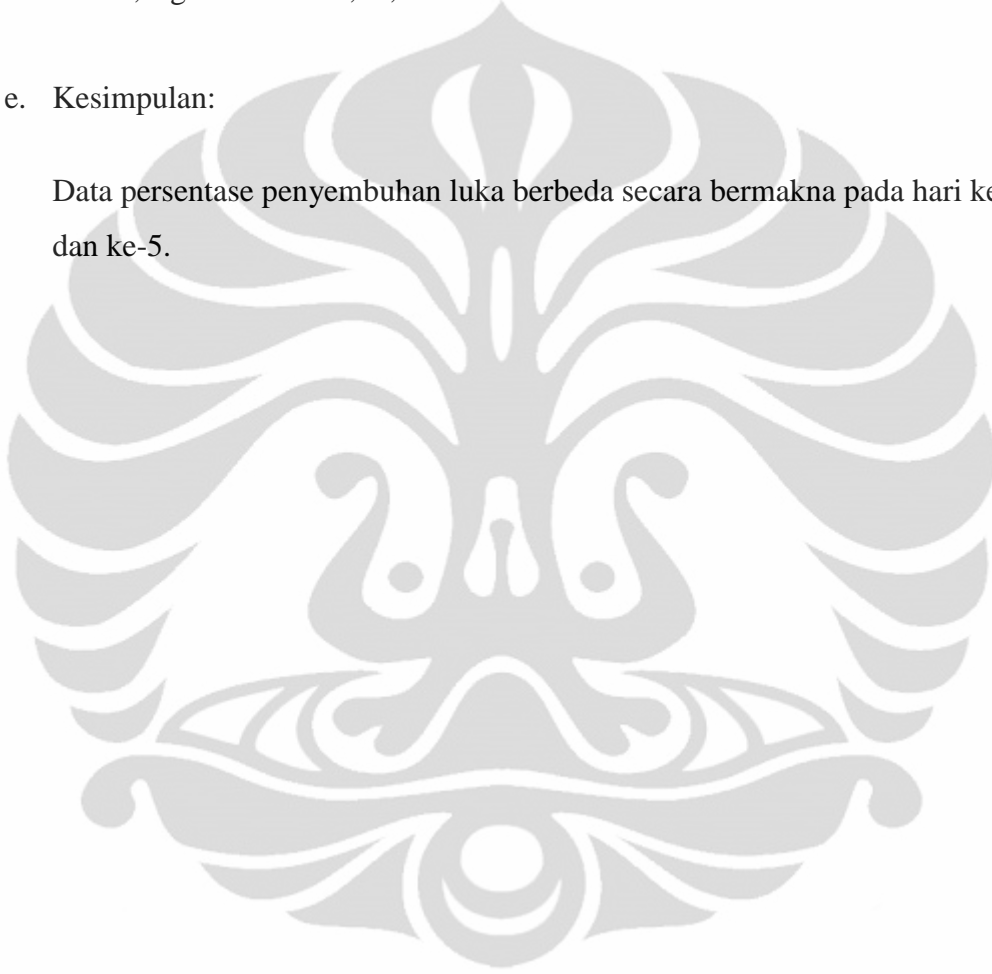 e. Kesimpulan:
Data persentase penyembuhan luka berbeda secara bermakna pada hari ke
dan ke-5.